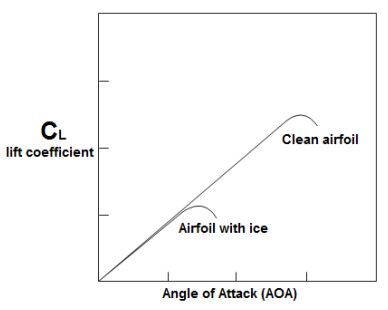 CL
lift coefficient
Clean airfoil
Airfoil with ice
Angle of Attack (AOA)